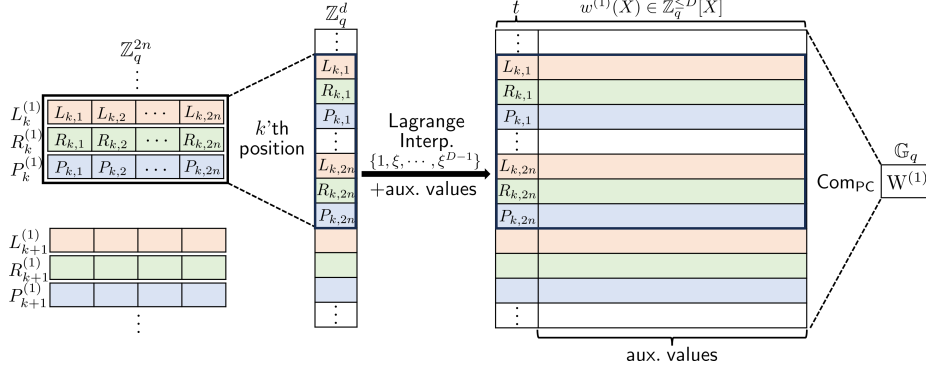 ℤ_q^{2n}
⋮
L_k^{(1)} L_{k,1} L_{k,2} ⋯ L_{k,2n}
R_k^{(1)} R_{k,1} R_{k,2} ⋯ R_{k,2n}
P_k^{(1)} P_{k,1} P_{k,2} ⋯ P_{k,2n}
L_{k+1}^{(1)}
R_{k+1}^{(1)}
P_{k+1}^{(1)}
⋮
k'th
position
ℤ_q^d
⋮
L_{k,1}
R_{k,1}
P_{k,1}
⋮
L_{k,2n}
R_{k,2n}
P_{k,2n}
⋮
Lagrange
Interp.
{1, ξ, ⋯, ξ^{D−1}}
+aux. values
t
w^{(1)}(X) ∈ ℤ_q^{≤D}[X]
⋮
L_{k,1}
R_{k,1}
P_{k,1}
⋮
L_{k,2n}
R_{k,2n}
P_{k,2n}
⋮
aux. values
Com_{PC}
𝔾_q
W^{(1)}